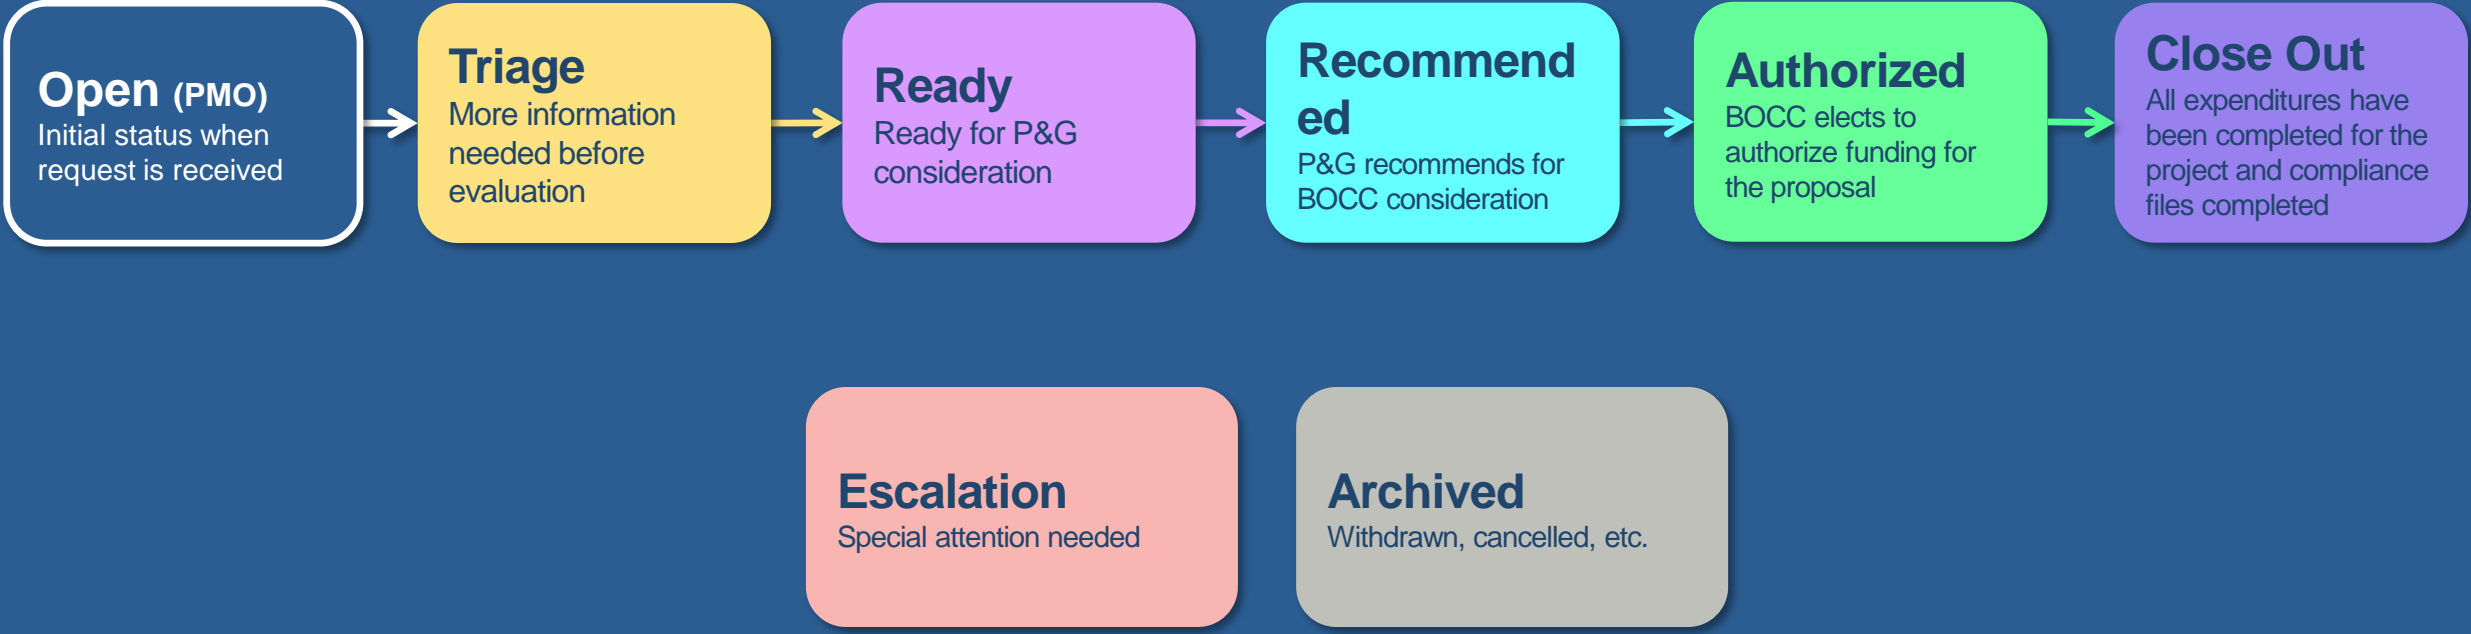 Open (PMO)
Initial status when
request is received
Triage
More information
needed before
evaluation
Ready
Ready for P&G
consideration
Recommend
ed
P&G recommends for
BOCC consideration
Authorized
BOCC elects to
authorize funding for
the proposal
Close Out
All expenditures have
been completed for the
project and compliance
files completed
Escalation
Special attention needed
Archived
Withdrawn, cancelled, etc.